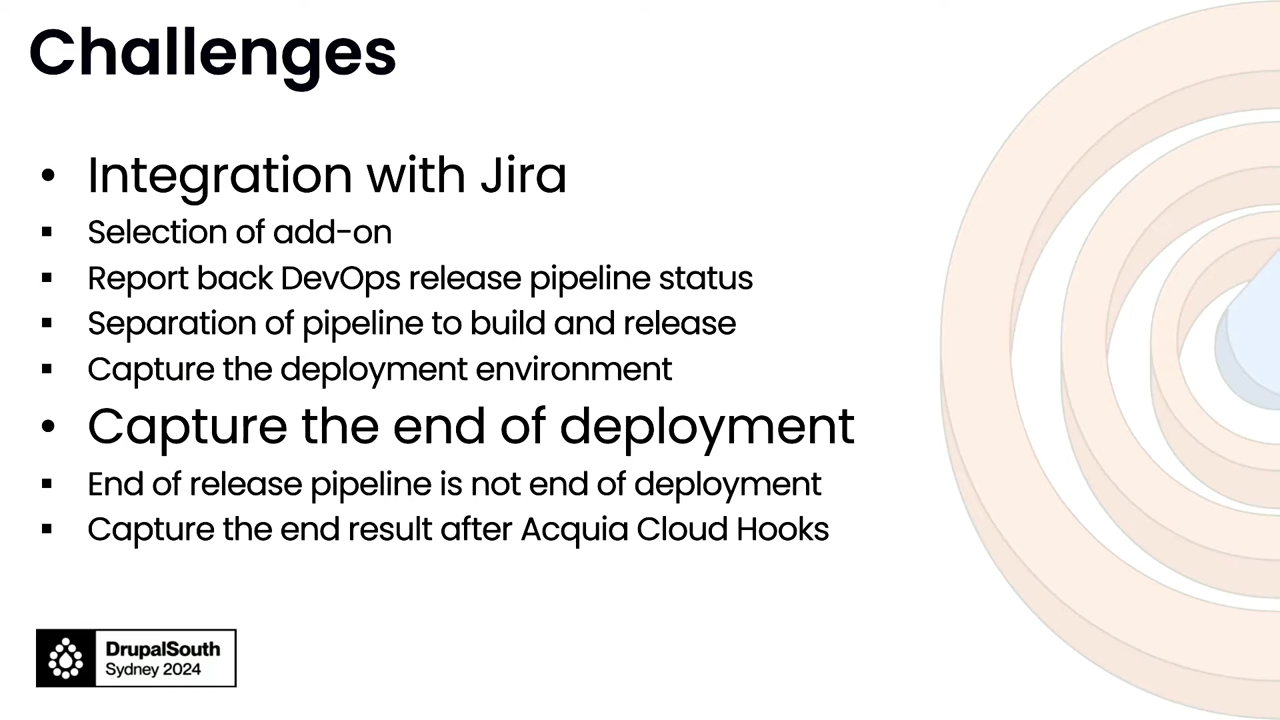 Challenges
• Integration with Jira
▪ Selection of add-on
▪ Report back DevOps release pipeline status
▪ Separation of pipeline to build and release
▪ Capture the deployment environment
• Capture the end of deployment
▪ End of release pipeline is not end of deployment
▪ Capture the end result after Acquia Cloud Hooks
DrupalSouth
Sydney 2024